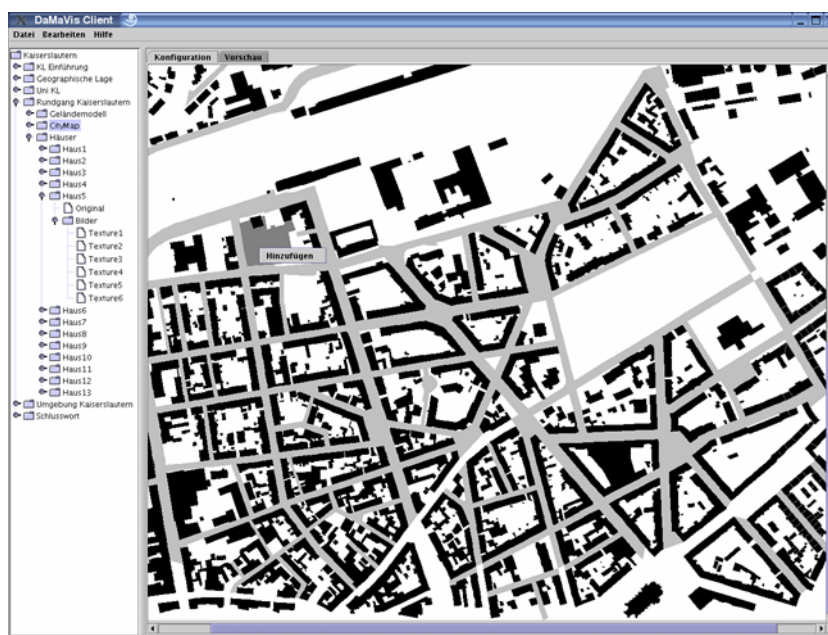 DaMaVis Client
Datei Bearbeiten Hilfe
Kaiserslautern
KL Einführung
Geographische Lage
Uni KL
Rundgang Kaiserslautern
Geländemodell
CityMap
Häuser
Haus1
Haus2
Haus3
Haus4
Haus5
Original
Bilder
Texture1
Texture2
Texture3
Texture4
Texture5
Texture6
Haus6
Haus7
Haus8
Haus9
Haus10
Haus11
Haus12
Haus13
Umgebung Kaiserslautern
Schlusswort
Konfiguration Vorschau
Hinzufügen